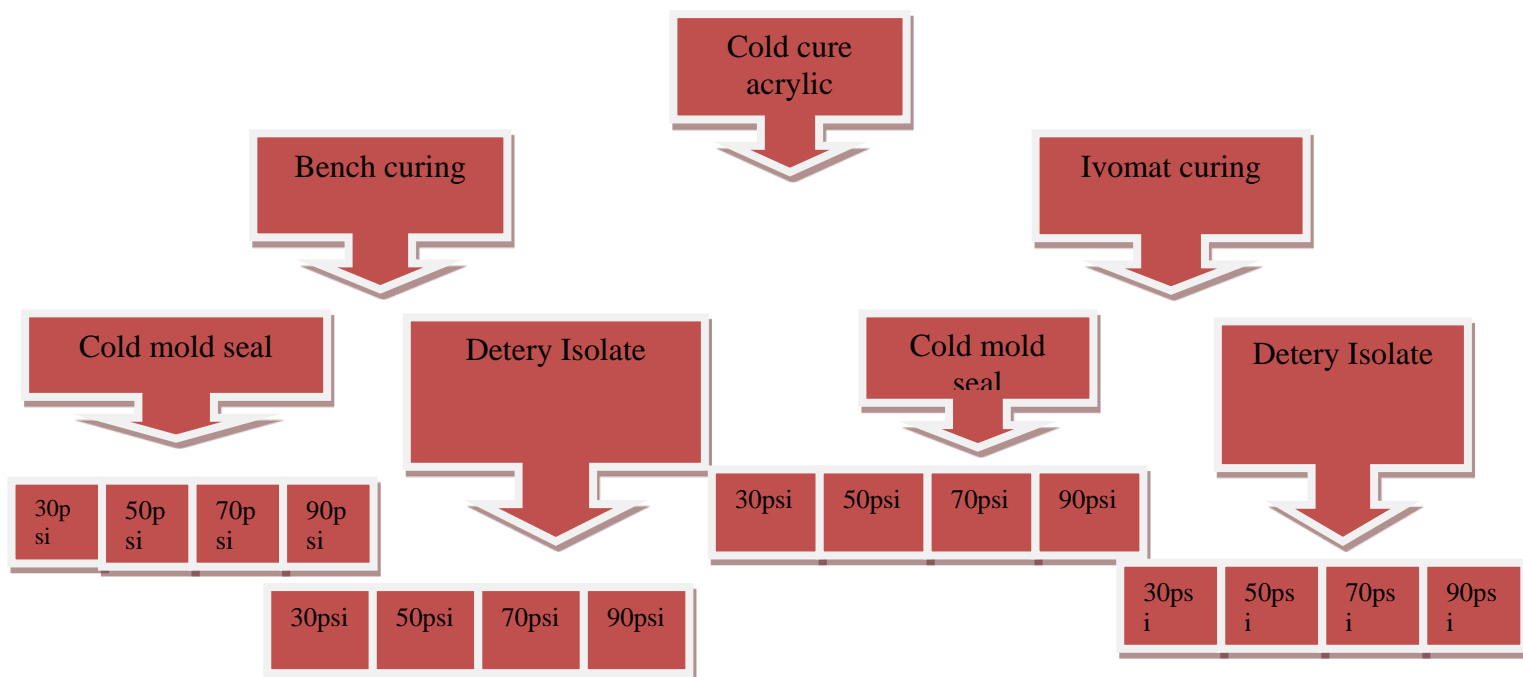 Cold cure
acrylic
Bench curing
Ivomat curing
Cold mold seal
Detery Isolate
Cold mold
seal
Detery Isolate
30p
si
50p
si
70p
si
90p
si
30psi
50psi
70psi
90psi
30psi
50psi
70psi
90psi
30ps
i
50ps
i
70ps
i
90ps
i